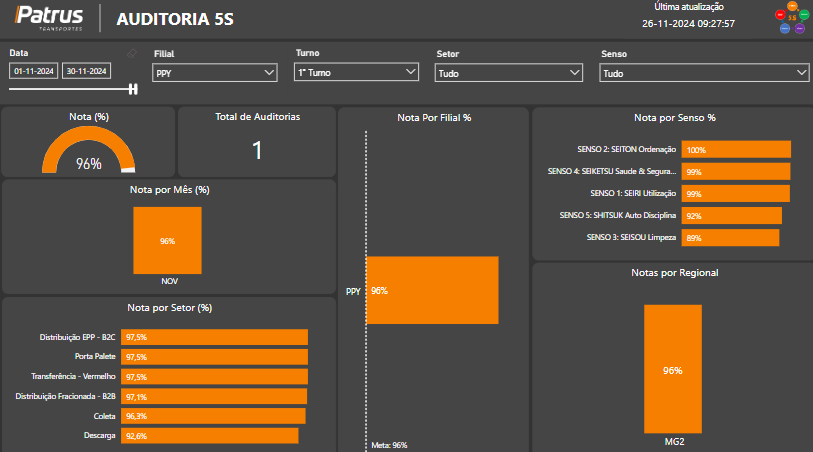 Patrus
TRANSPORTES
AUDITORIA 5S
Última atualização
26-11-2024 09:27:57
5S
Data
01-11-2024
30-11-2024
Filial
PPY
Turno
1° Turno
Setor
Tudo
Senso
Tudo
Nota (%)
96%
Total de Auditorias
1
Nota por Mês (%)
96%
NOV
Nota por Setor (%)
Distribuição EPP - B2C 97,5%
Porta Palete 97,5%
Transferência - Vermelho 97,5%
Distribuição Fracionada - B2B 97,1%
Coleta 96,3%
Descarga 92,6%
Nota Por Filial %
PPY 96%
Meta: 96%
Nota por Senso %
SENSO 2: SEITON Ordenação 100%
SENSO 4: SEIKETSU Saude & Segura... 99%
SENSO 1: SEIRI Utilização 99%
SENSO 5: SHITSUK Auto Disciplina 92%
SENSO 3: SEISOU Limpeza 89%
Notas por Regional
96%
MG2